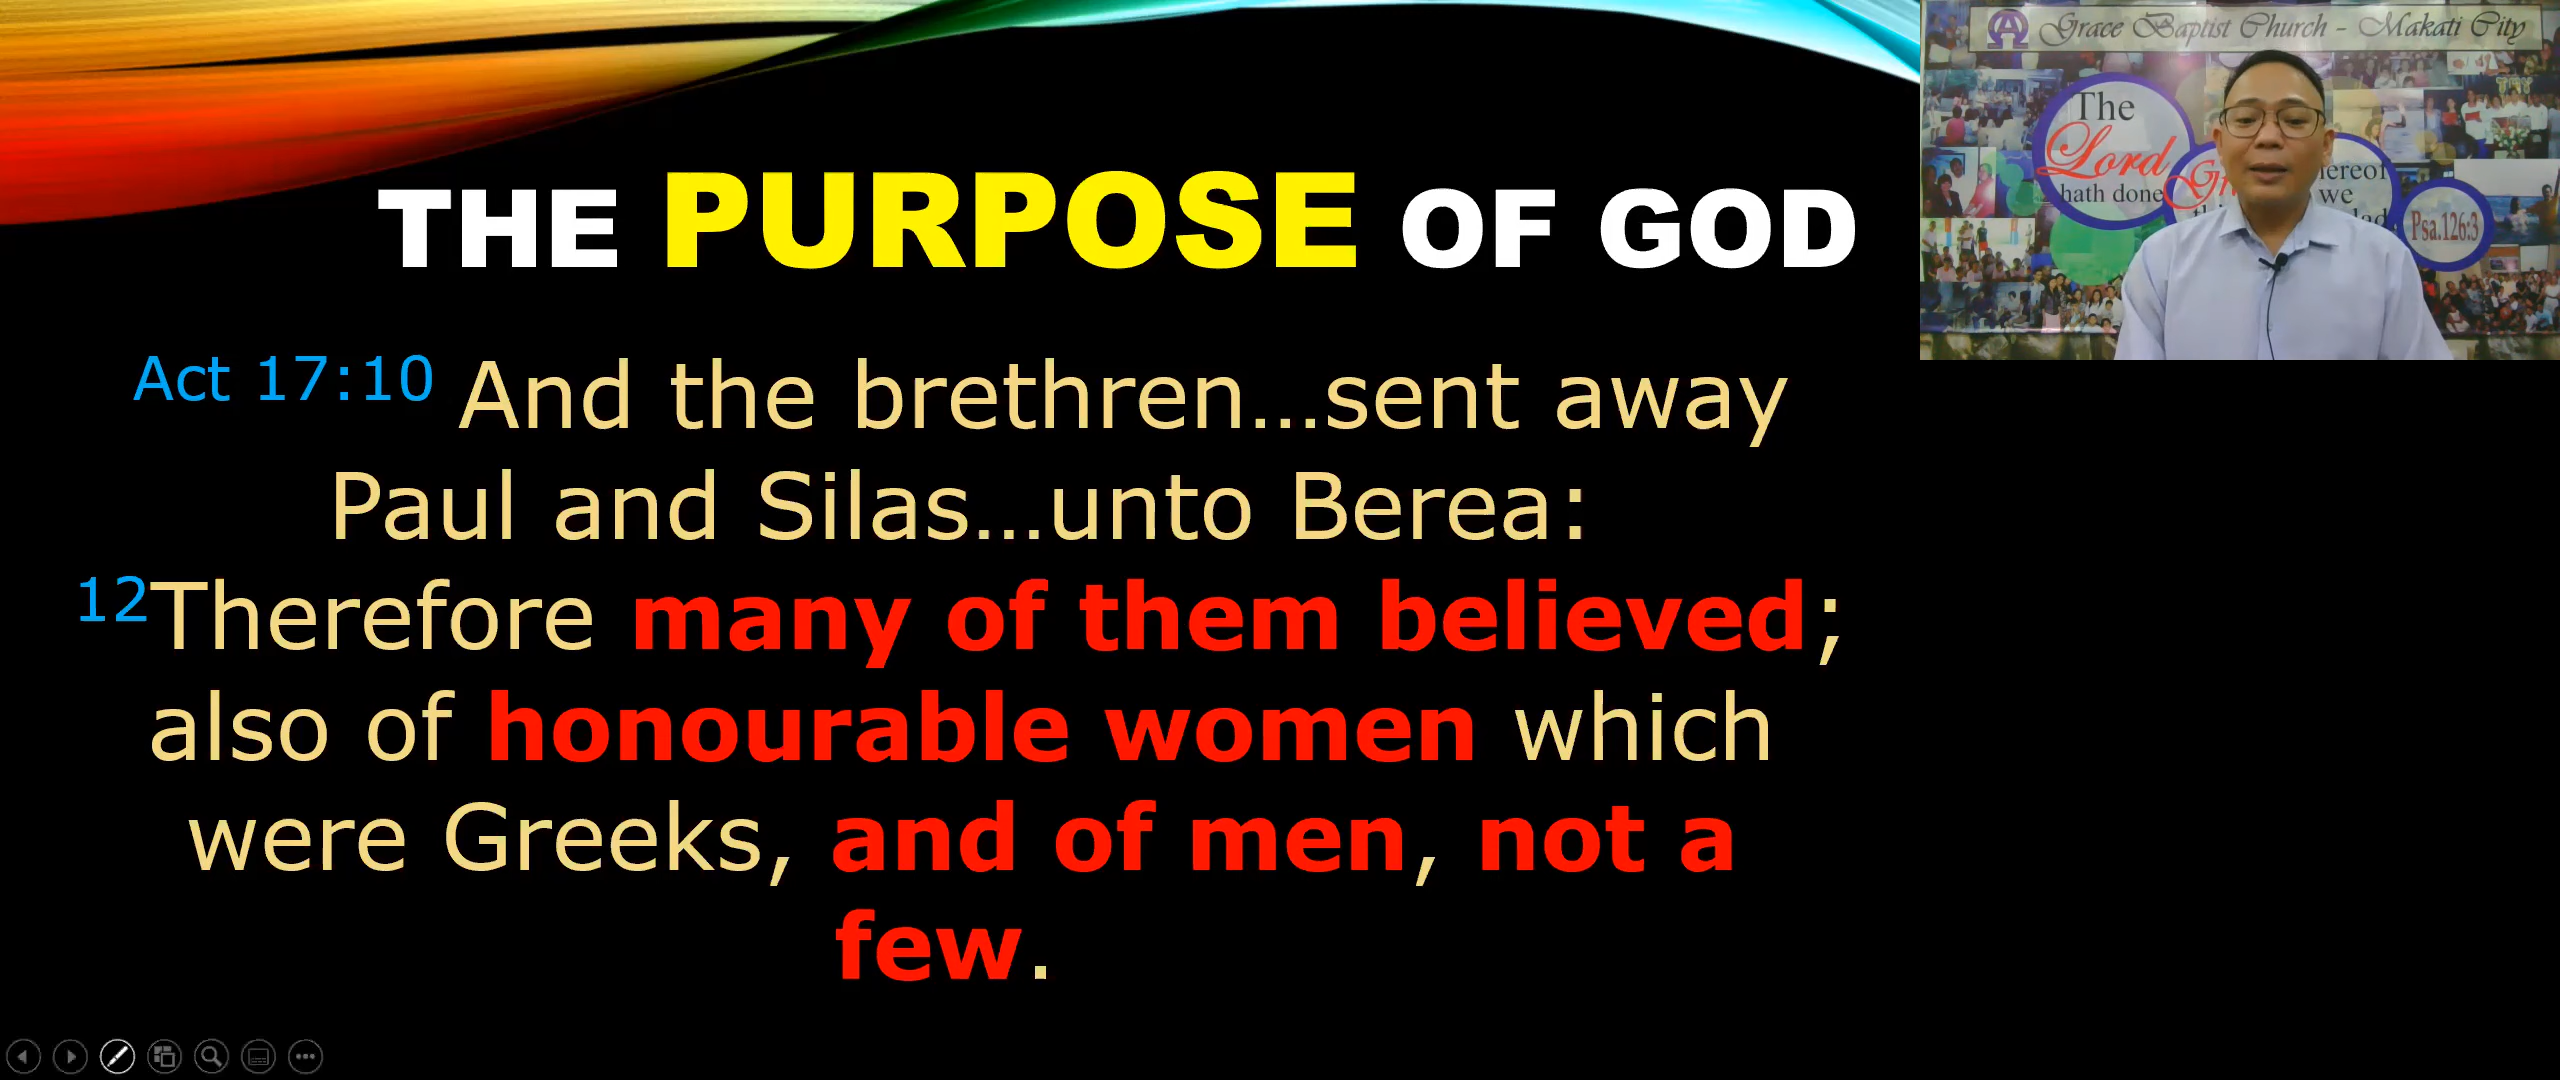 THE PURPOSE OF GOD
Act 17:10 And the brethren...sent away
Paul and Silas...unto Berea:
12Therefore many of them believed;
also of honourable women which
were Greeks, and of men, not a
few.
Grace Baptist Church - Makati City
The
Lord
hath done
we
Psa.126:3